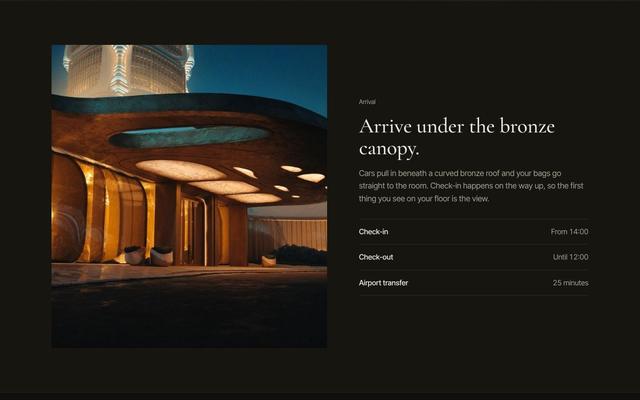 Arrival
Arrive under the bronze
canopy.
Cars pull in beneath a curved bronze roof and your bags go
straight to the room. Check-in happens on the way up, so the first
thing you see on your floor is the view.
Check-in From 14:00
Check-out Until 12:00
Airport transfer 25 minutes